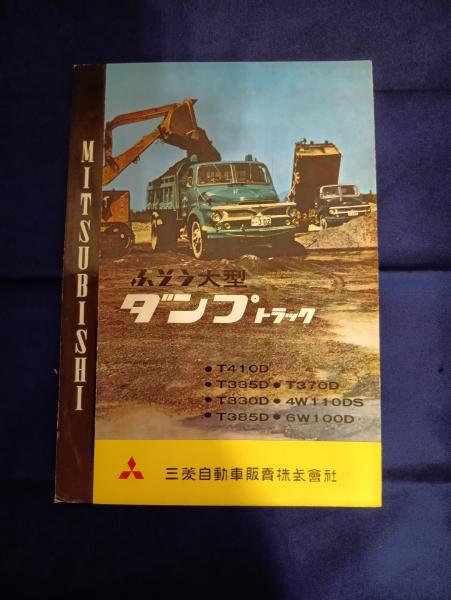 MITSUBISHI
ふそう大型
ダンプトラック
• T410D
• T335D • T370D
• T330D • 4W110DS
• T385D • 6W100D
三菱自動車販賣株式會社